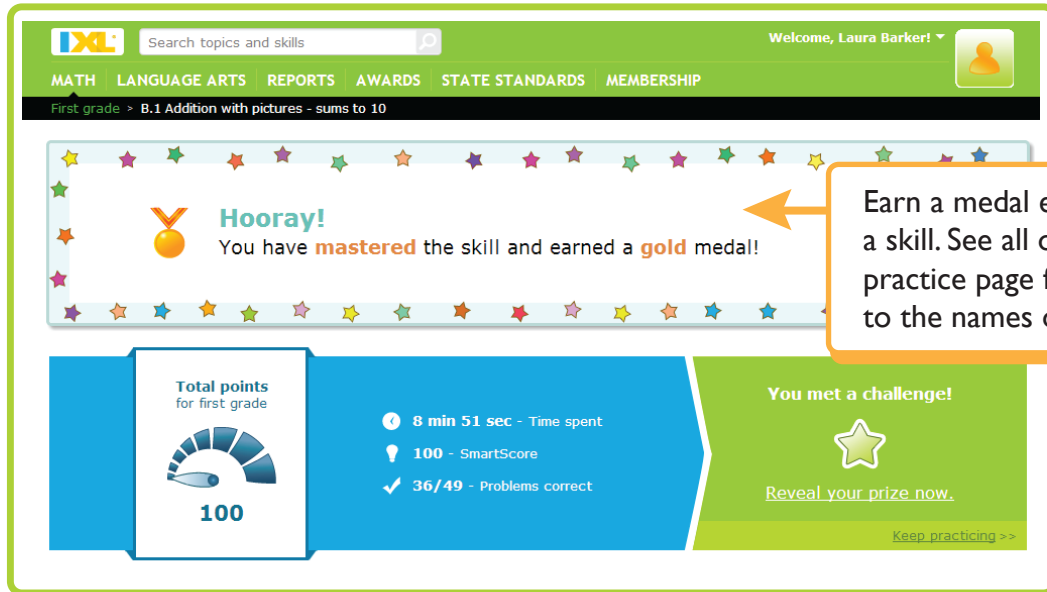 IXL
Search topics and skills
Welcome, Laura Barker!
MATH LANGUAGE ARTS REPORTS AWARDS STATE STANDARDS MEMBERSHIP
First grade > B.1 Addition with pictures - sums to 10
Hooray!
You have mastered the skill and earned a gold medal!
Earn a medal
a skill. See all
practice page
to the names
Total points
for first grade
100
8 min 51 sec - Time spent
100 - SmartScore
36/49 - Problems correct
You met a challenge!
Reveal your prize now.
Keep practicing >>